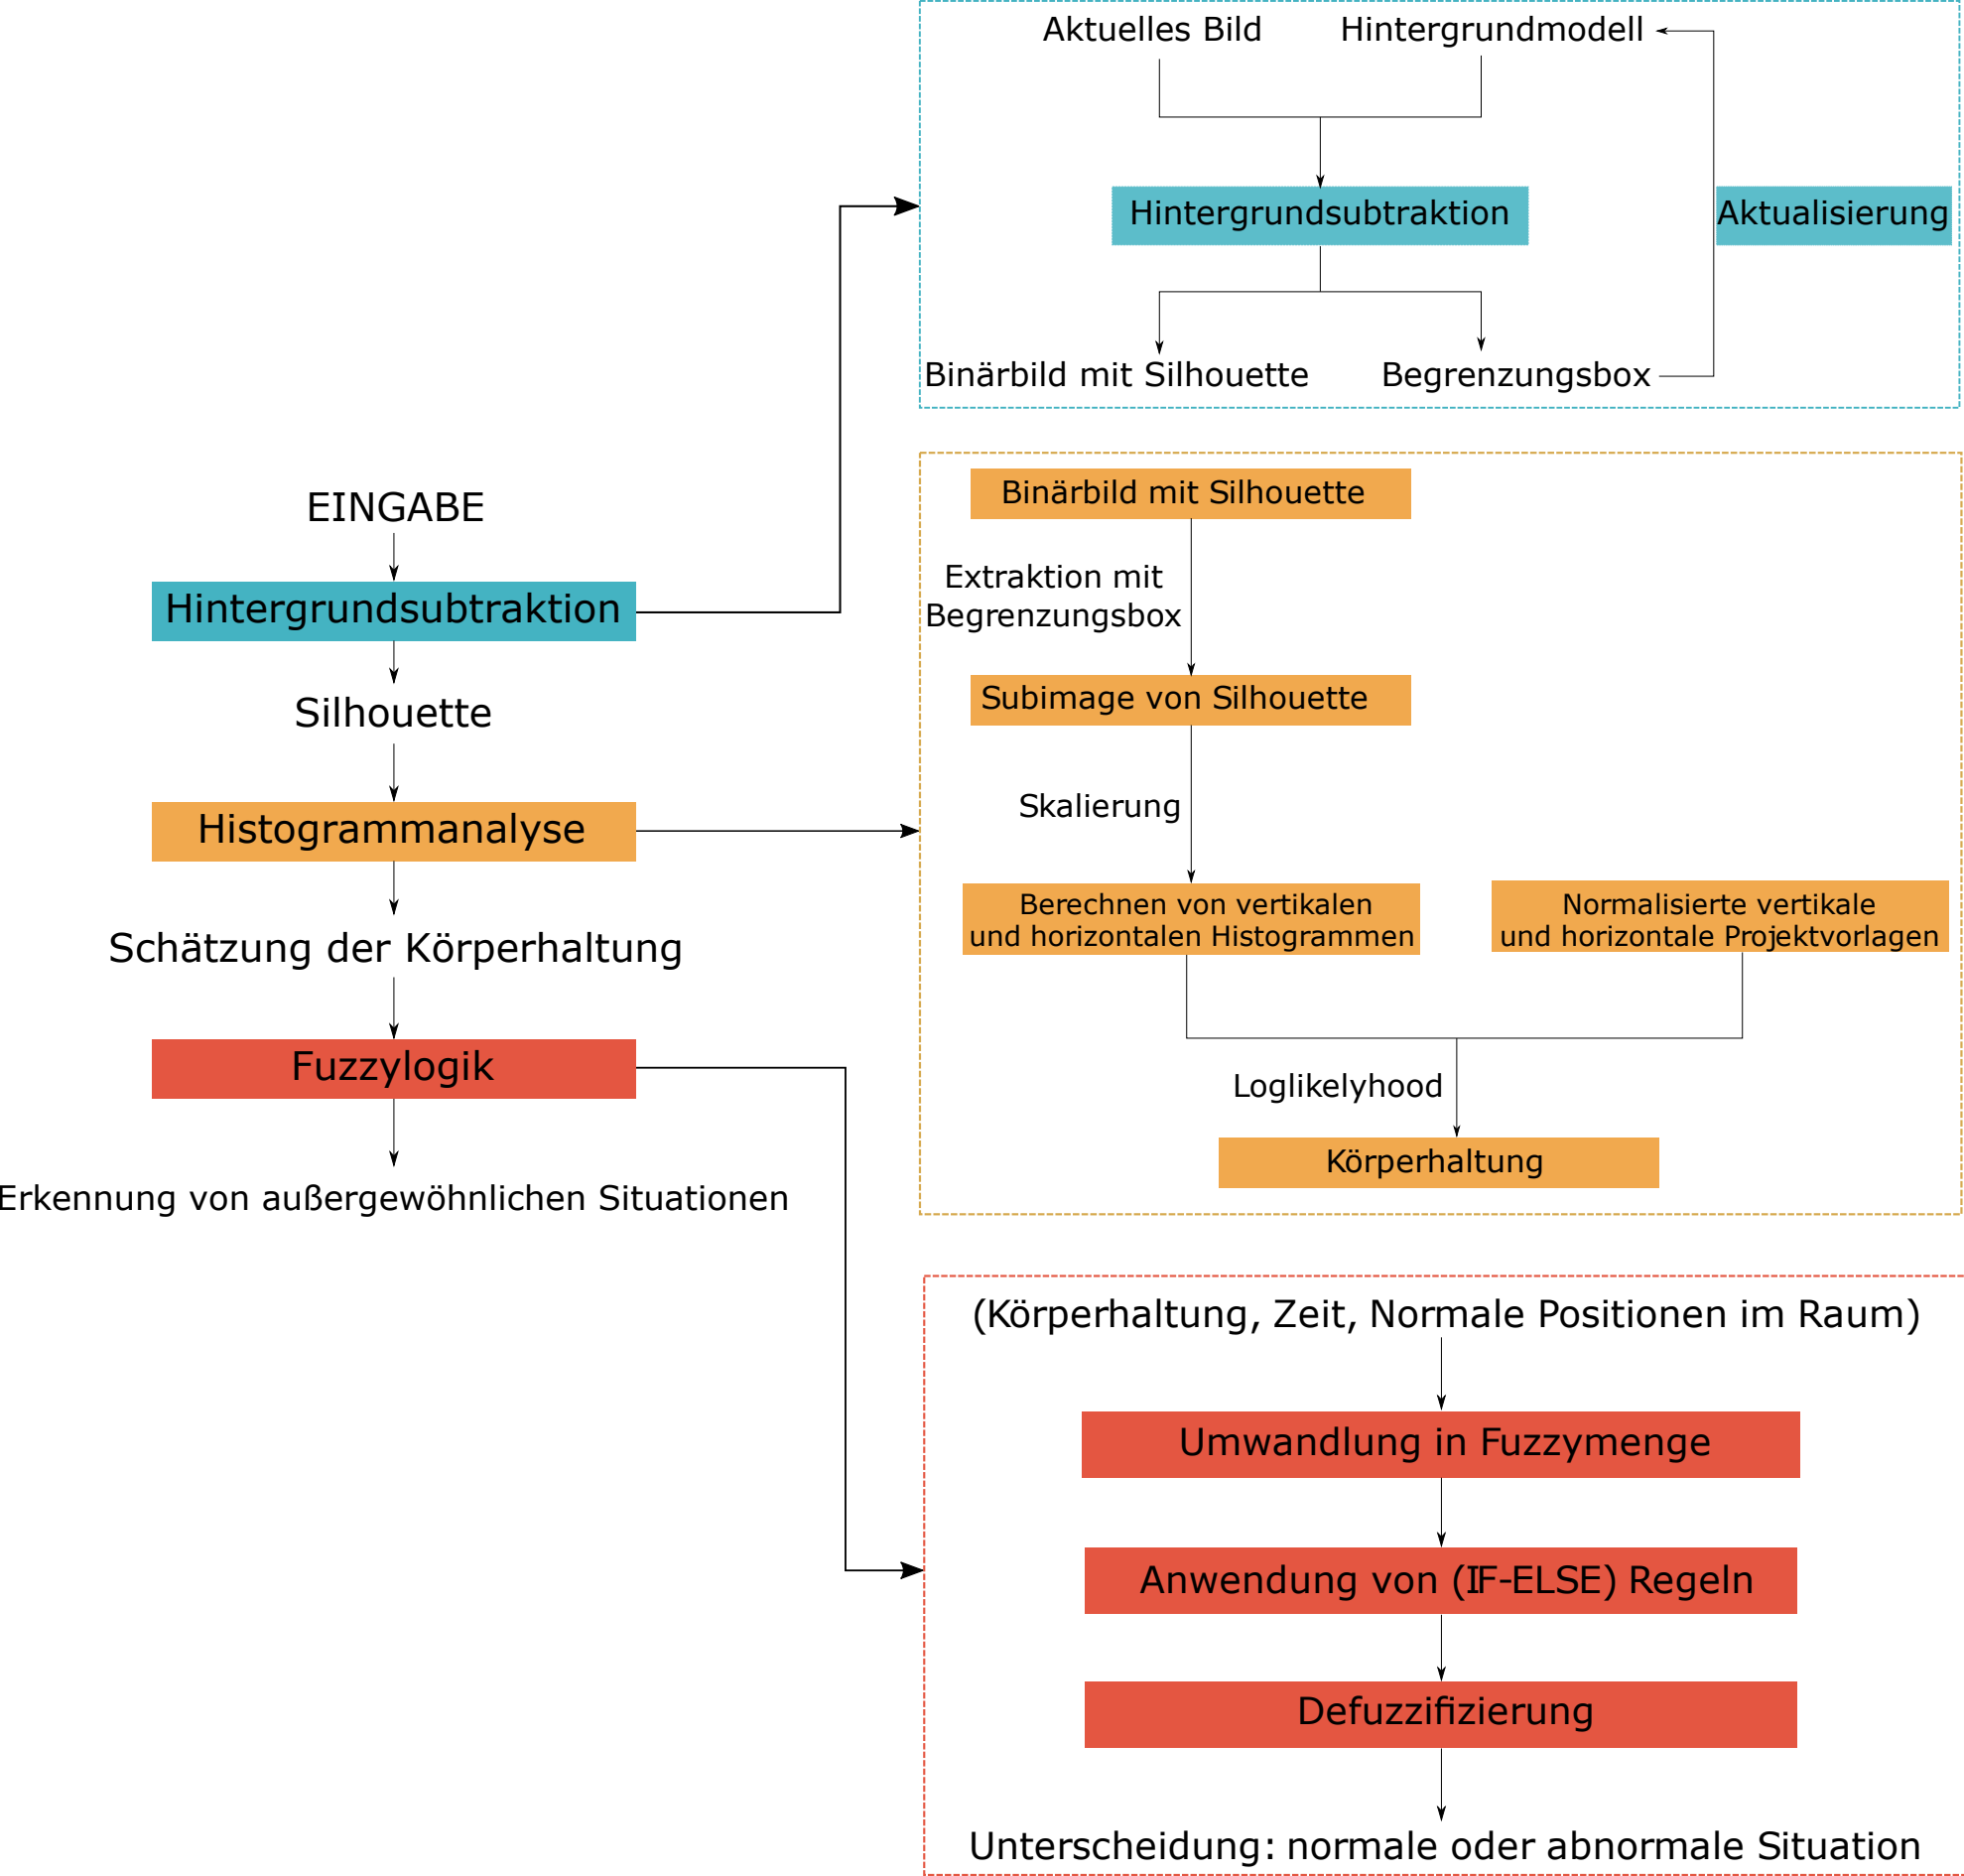 EINGABE
Hintergrundsubtraktion
Silhouette
Histogrammanalyse
Schätzung der Körperhaltung
Fuzzylogik
Erkennung von außergewöhnlichen Situationen
Aktuelles Bild
Hintergrundmodell
Hintergrundsubtraktion
Aktualisierung
Binärbild mit Silhouette
Begrenzungsbox
Binärbild mit Silhouette
Extraktion mit
Begrenzungsbox
Subimage von Silhouette
Skalierung
Berechnen von vertikalen
und horizontalen Histogrammen
Normalisierte vertikale
und horizontale Projektvorlagen
Loglikelyhood
Körperhaltung
(Körperhaltung, Zeit, Normale Positionen im Raum)
Umwandlung in Fuzzymenge
Anwendung von (IF-ELSE) Regeln
Defuzzifizierung
Unterscheidung: normale oder abnormale Situation